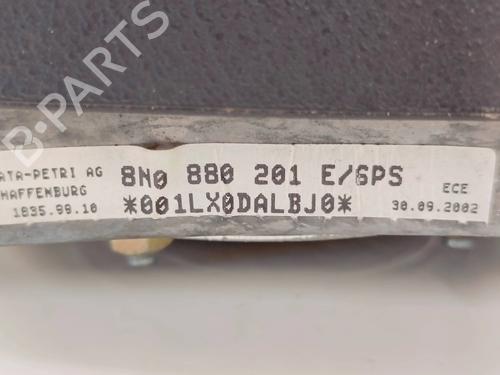 B-PARTS
ATA-PETRI AG
HAFFENBURG
1835.99.10
8N0 880 201 E/6PS
*001LX0DALBJ0*
ECE
30.09.2002